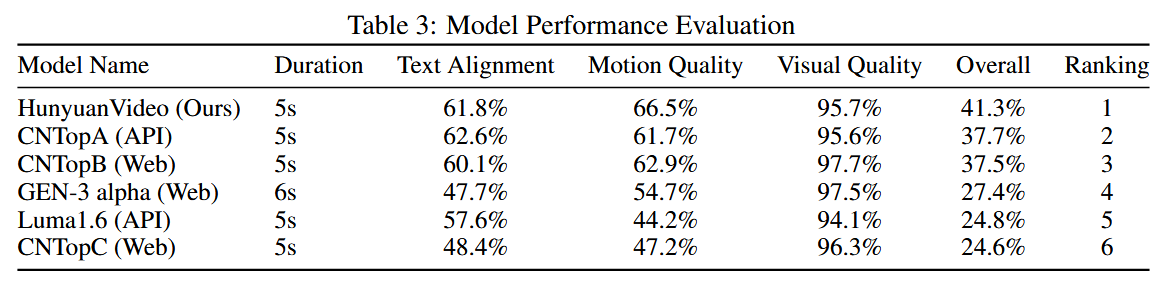 Table 3: Model Performance Evaluation
Model Name Duration Text Alignment Motion Quality Visual Quality Overall Ranking
HunyuanVideo (Ours) 5s 61.8% 66.5% 95.7% 41.3% 1
CNTopA (API) 5s 62.6% 61.7% 95.6% 37.7% 2
CNTopB (Web) 5s 60.1% 62.9% 97.7% 37.5% 3
GEN-3 alpha (Web) 6s 47.7% 54.7% 97.5% 27.4% 4
Luma1.6 (API) 5s 57.6% 44.2% 94.1% 24.8% 5
CNTopC (Web) 5s 48.4% 47.2% 96.3% 24.6% 6